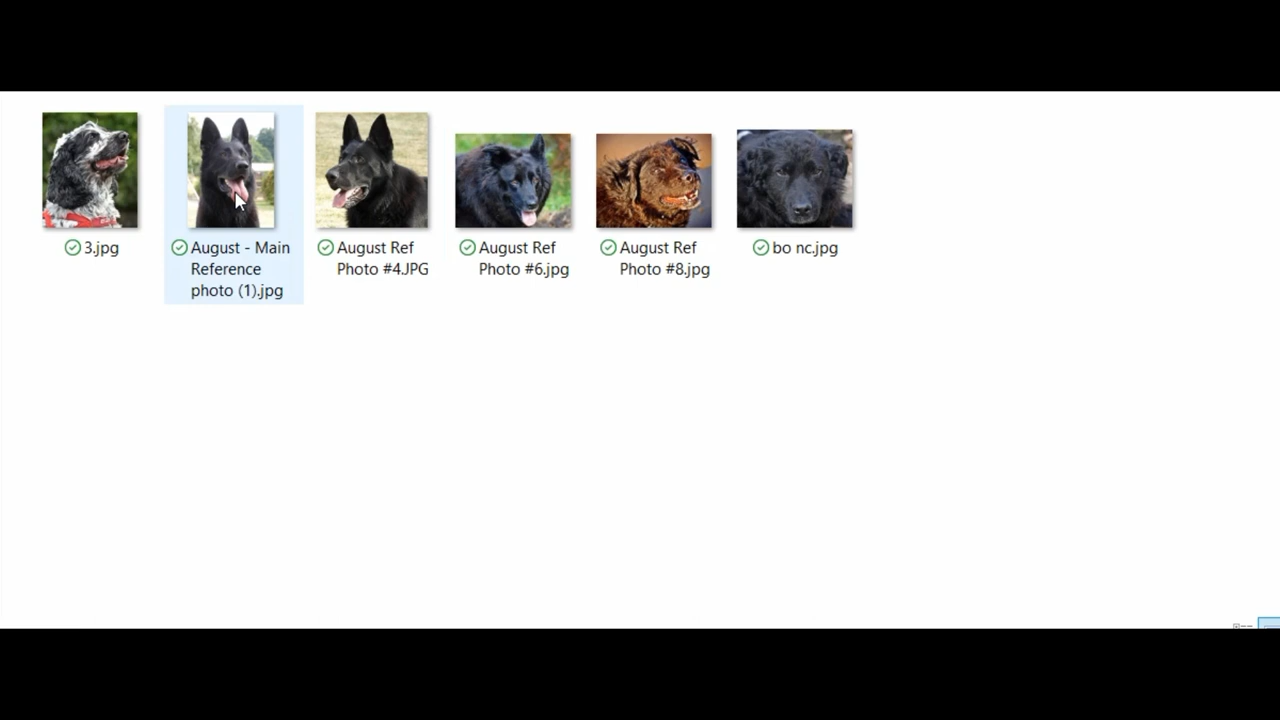 3.jpg
August - Main
Reference
photo (1).jpg
August Ref
Photo #4.JPG
August Ref
Photo #6.jpg
August Ref
Photo #8.jpg
bo nc.jpg